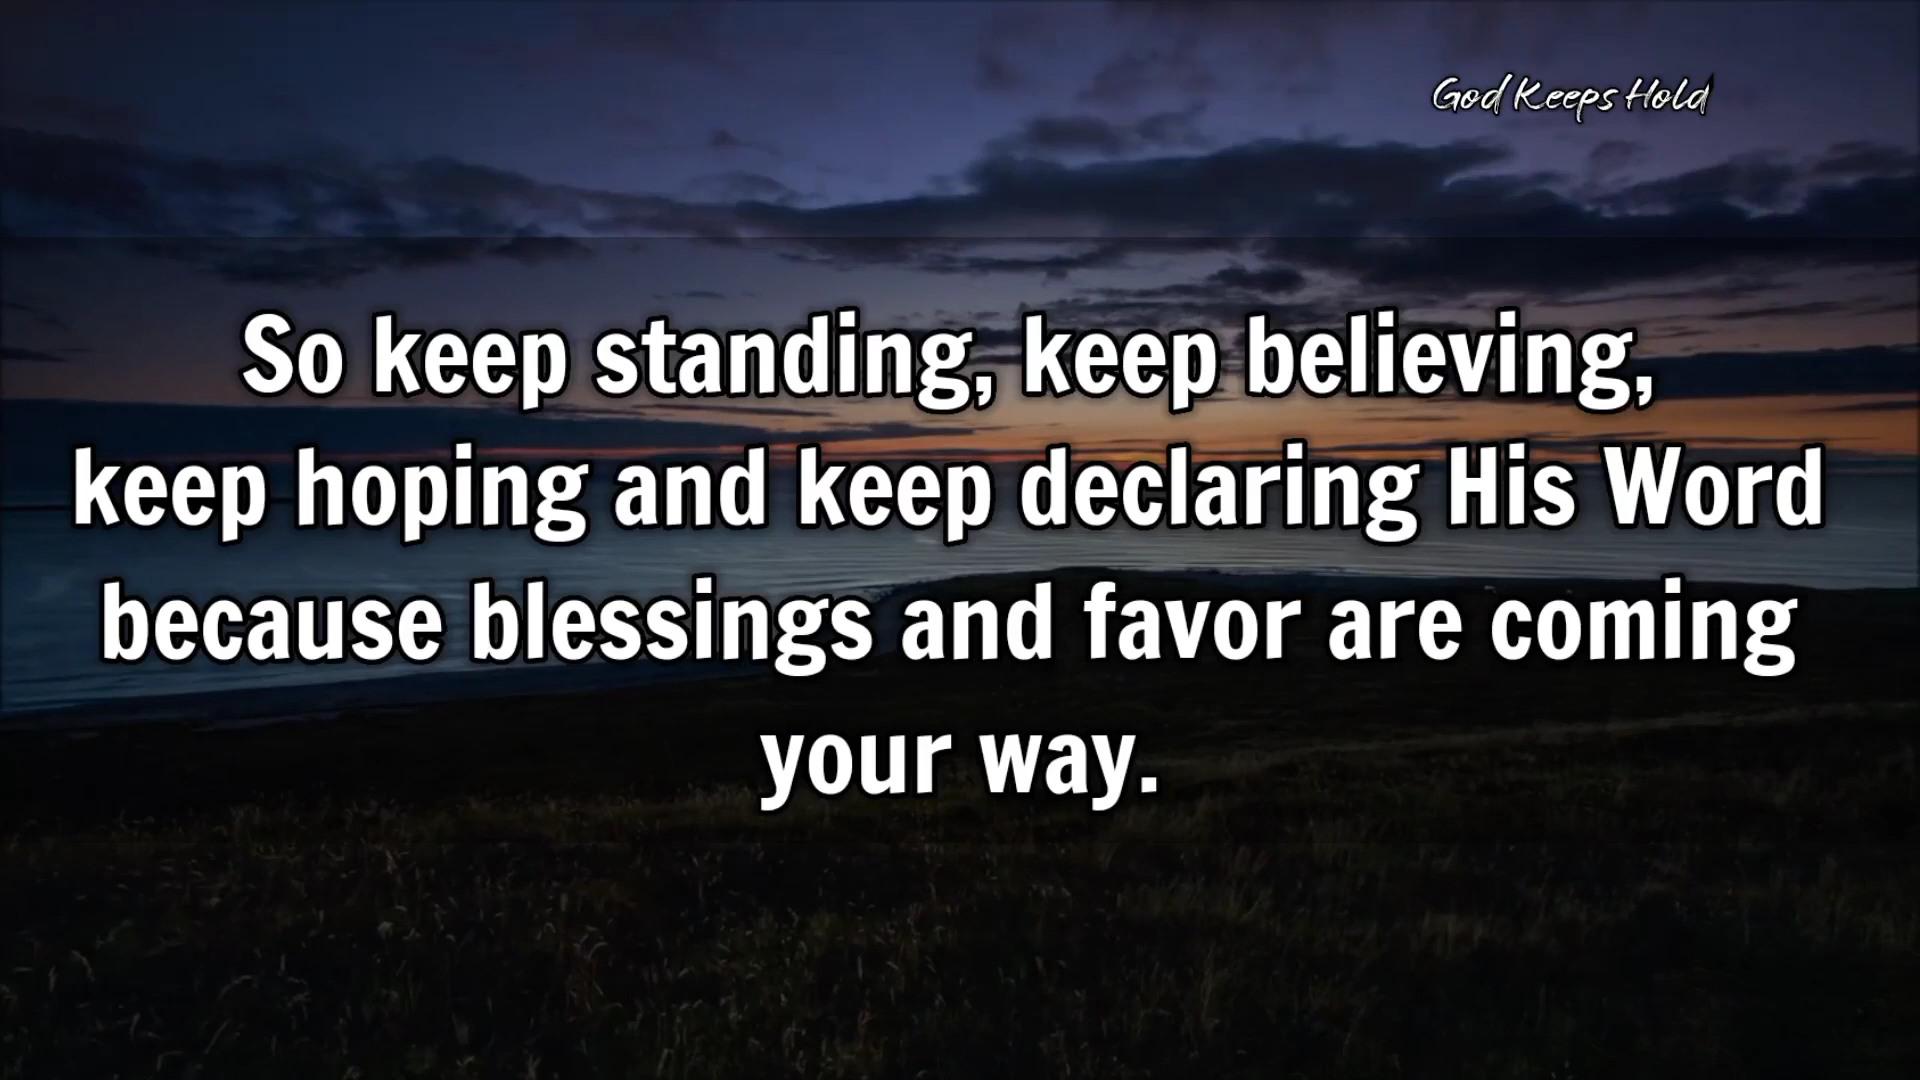 God Keeps Hold
So keep standing, keep believing,
keep hoping and keep declaring His Word
because blessings and favor are coming
your way.